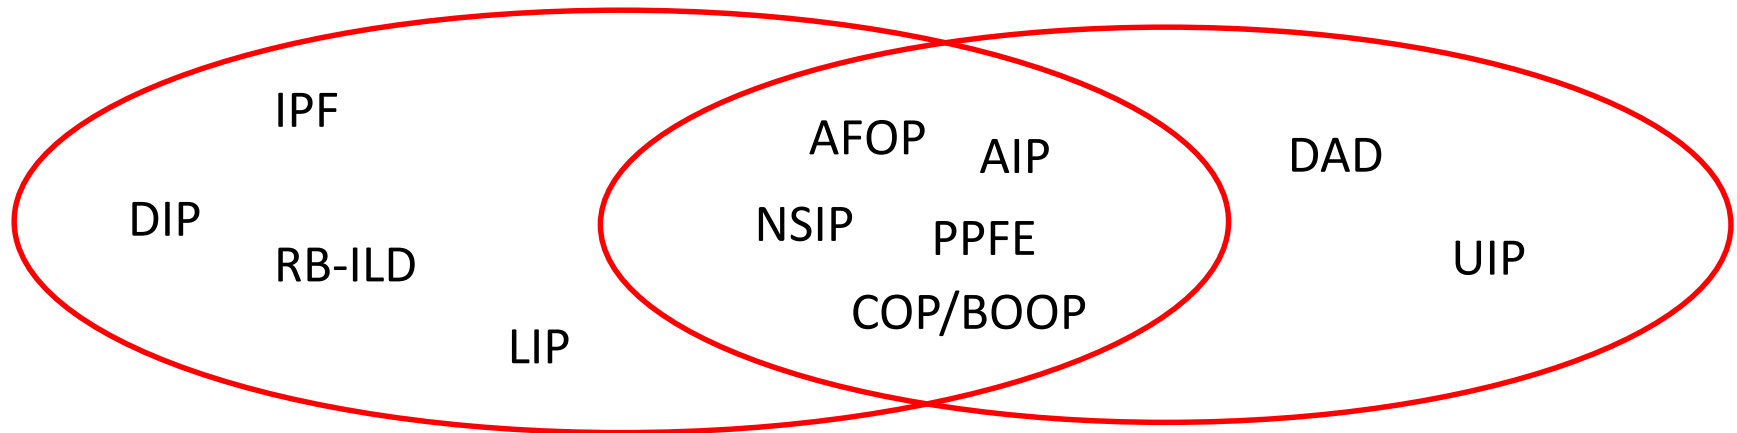 IPF
DIP
RB-ILD
LIP
AFOP
AIP
NSIP
PPFE
COP/BOOP
DAD
UIP